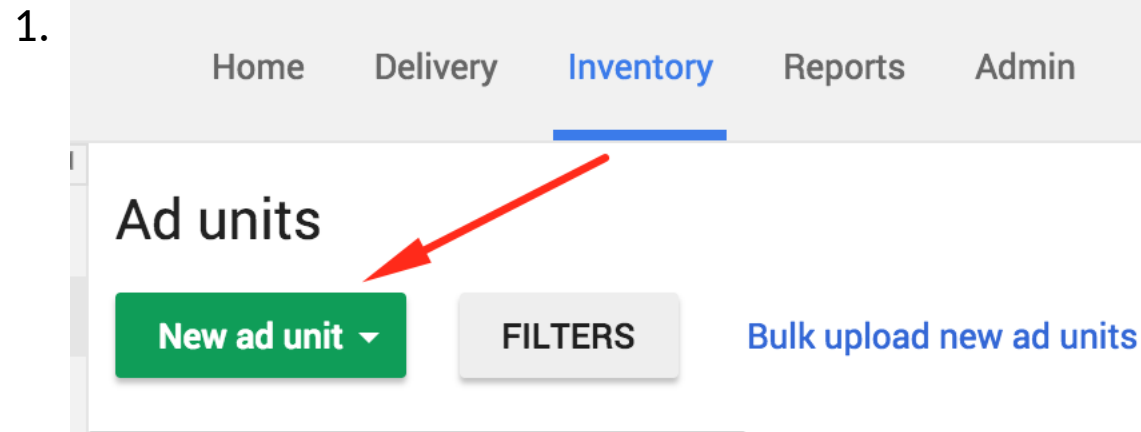 1.
Home Delivery Inventory Reports Admin
Ad units
New ad unit FILTERS Bulk upload new ad units